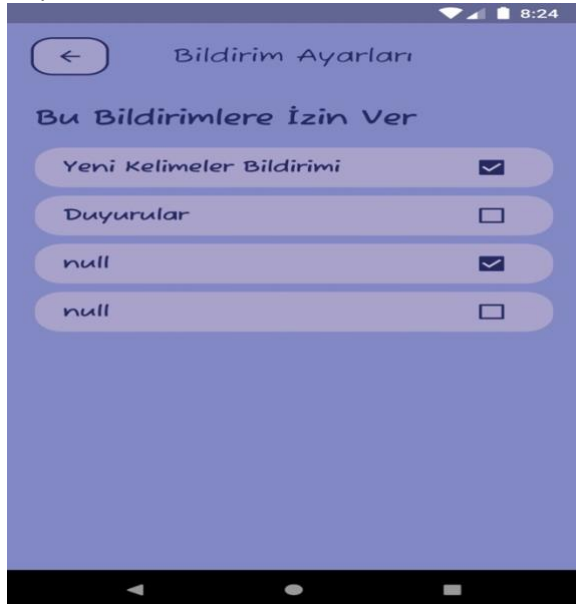 8:24
Bildirim Ayarları
Bu Bildirimlere İzin Ver
Yeni Kelimeler Bildirimi
Duyurular
null
null